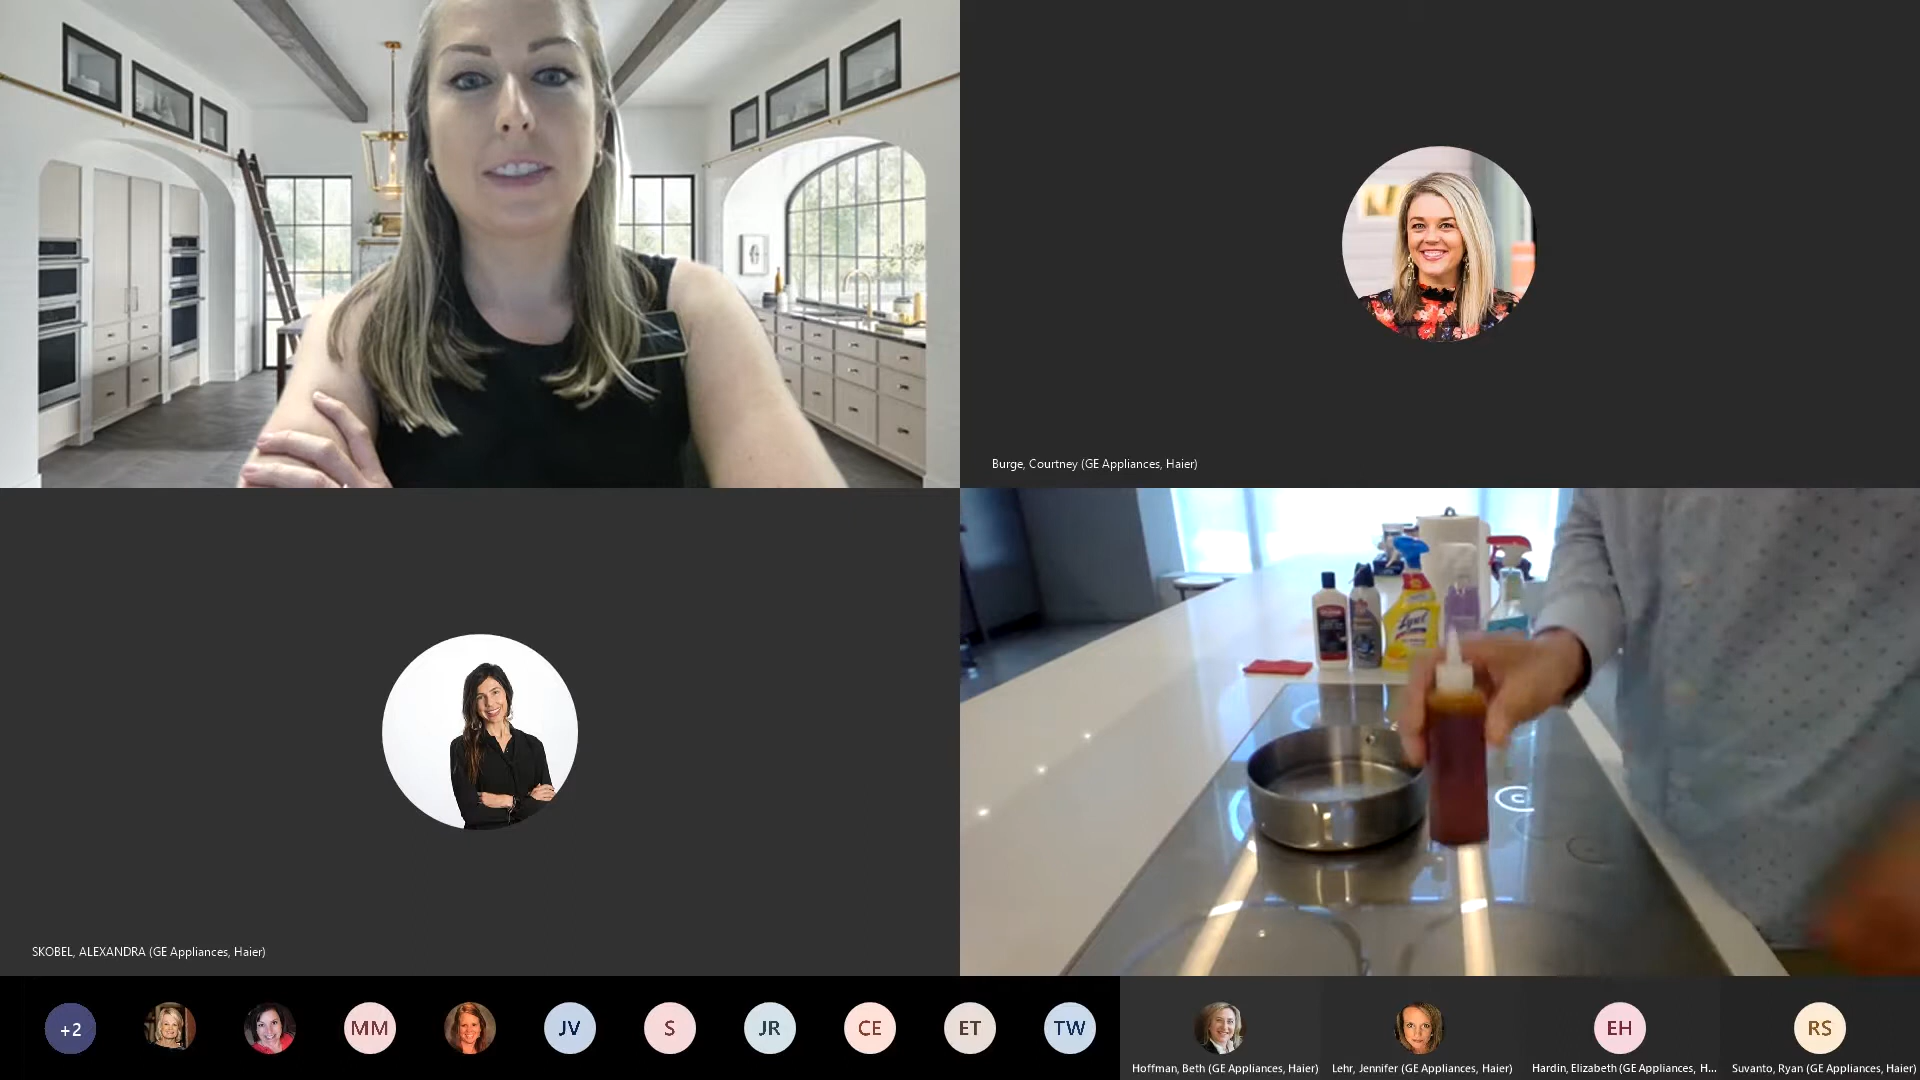 Burge, Courtney (GE Appliances, Haier)
Lysol
SKOBEL, ALEXANDRA (GE Appliances, Haier)
+2
MM
JV
S
JR
CE
ET
TW
EH
RS
Hoffman, Beth (GE Appliances, Haier)
Lehr, Jennifer (GE Appliances, Haier)
Hardin, Elizabeth (GE Appliances, H...
Suvanto, Ryan (GE Appliances, Haier)